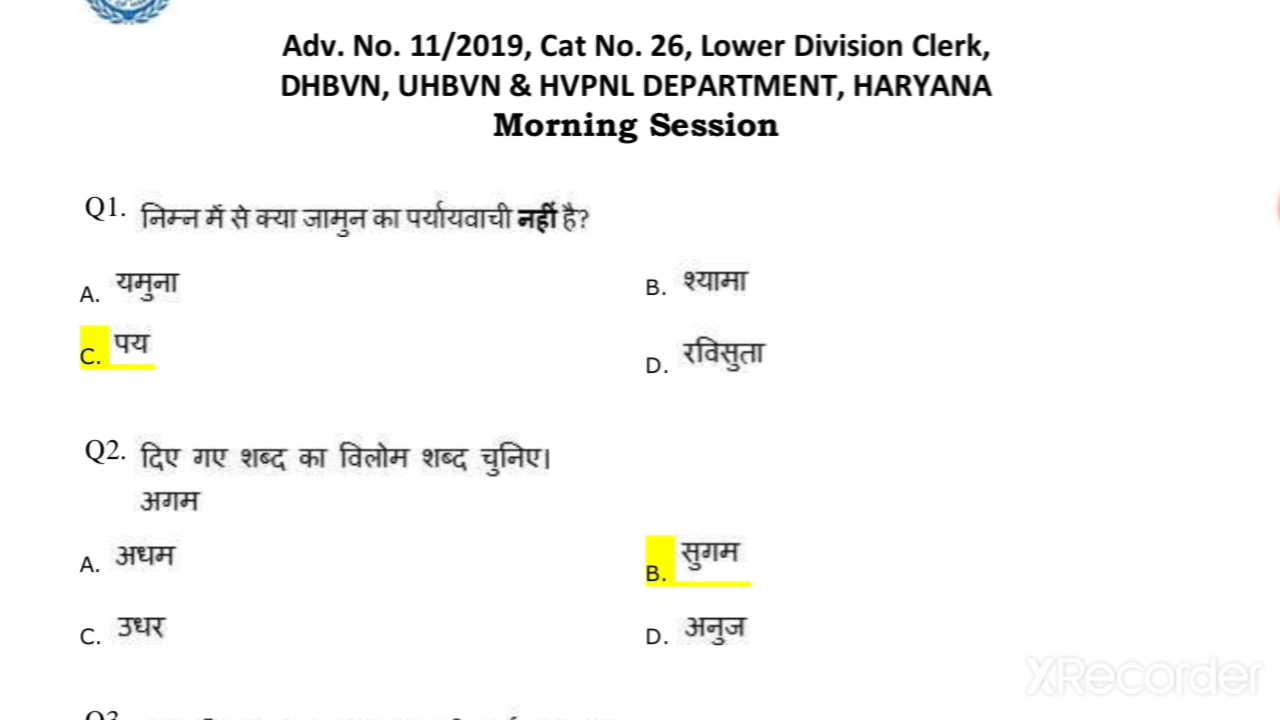 Adv. No. 11/2019, Cat No. 26, Lower Division Clerk,
DHBVN, UHBVN & HVPNL DEPARTMENT, HARYANA
Morning Session
Q1. निम्न में से क्या जामुन का पर्यायवाची नहीं है?
A. यमुना
B. श्यामा
C. पय
D. रविसुता
Q2. दिए गए शब्द का विलोम शब्द चुनिए।
अगम
A. अधम
B. सुगम
C. उधर
D. अनुज
Q3
XRecorder